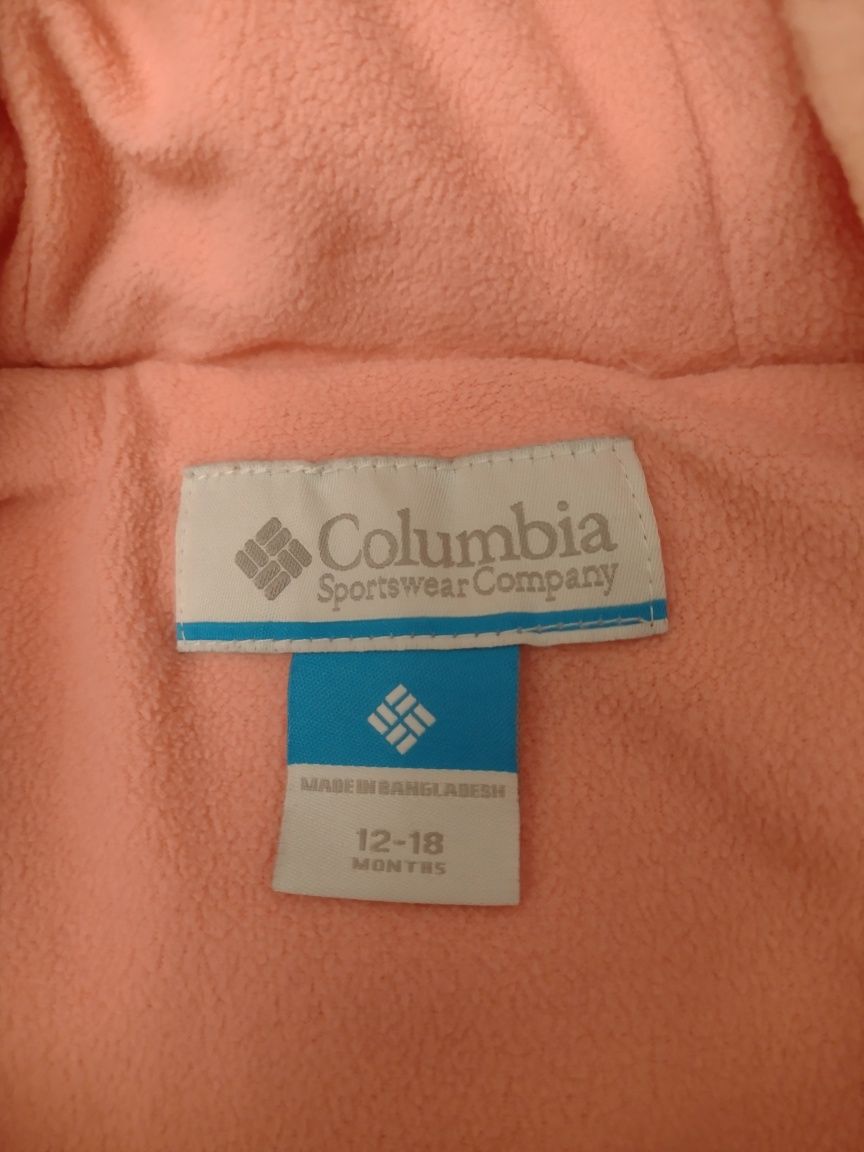 Columbia
Sportswear Company
MADE IN BANGLADESH
12-18
MONTHS